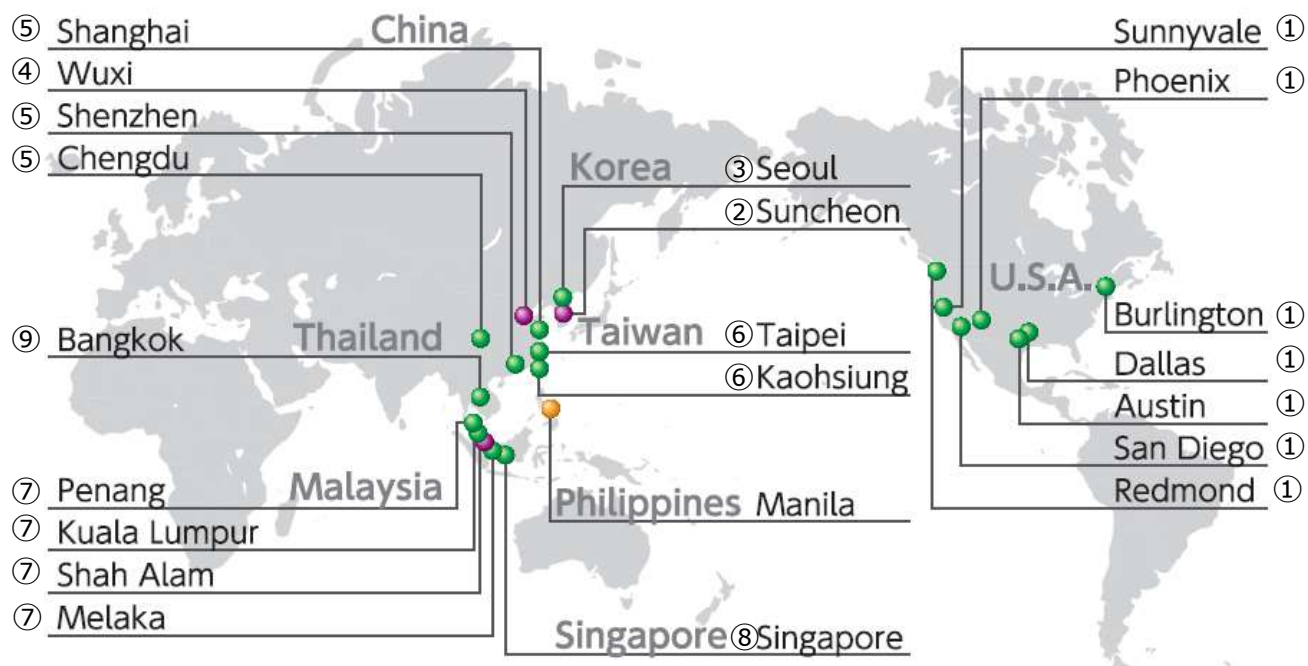 ⑤ Shanghai
China
④ Wuxi
⑤ Shenzhen
⑤ Chengdu
Korea ③Seoul
②Suncheon
Sunnyvale ①
Phoenix ①
U.S.A.
⑨ Bangkok
Thailand
Taiwan ⑥Taipei
⑥Kaohsiung
Burlington ①
Dallas ①
Austin ①
San Diego ①
Redmond ①
⑦ Penang
Malaysia
⑦ Kuala Lumpur
⑦ Shah Alam
⑦ Melaka
Philippines Manila
Singapore ⑧Singapore